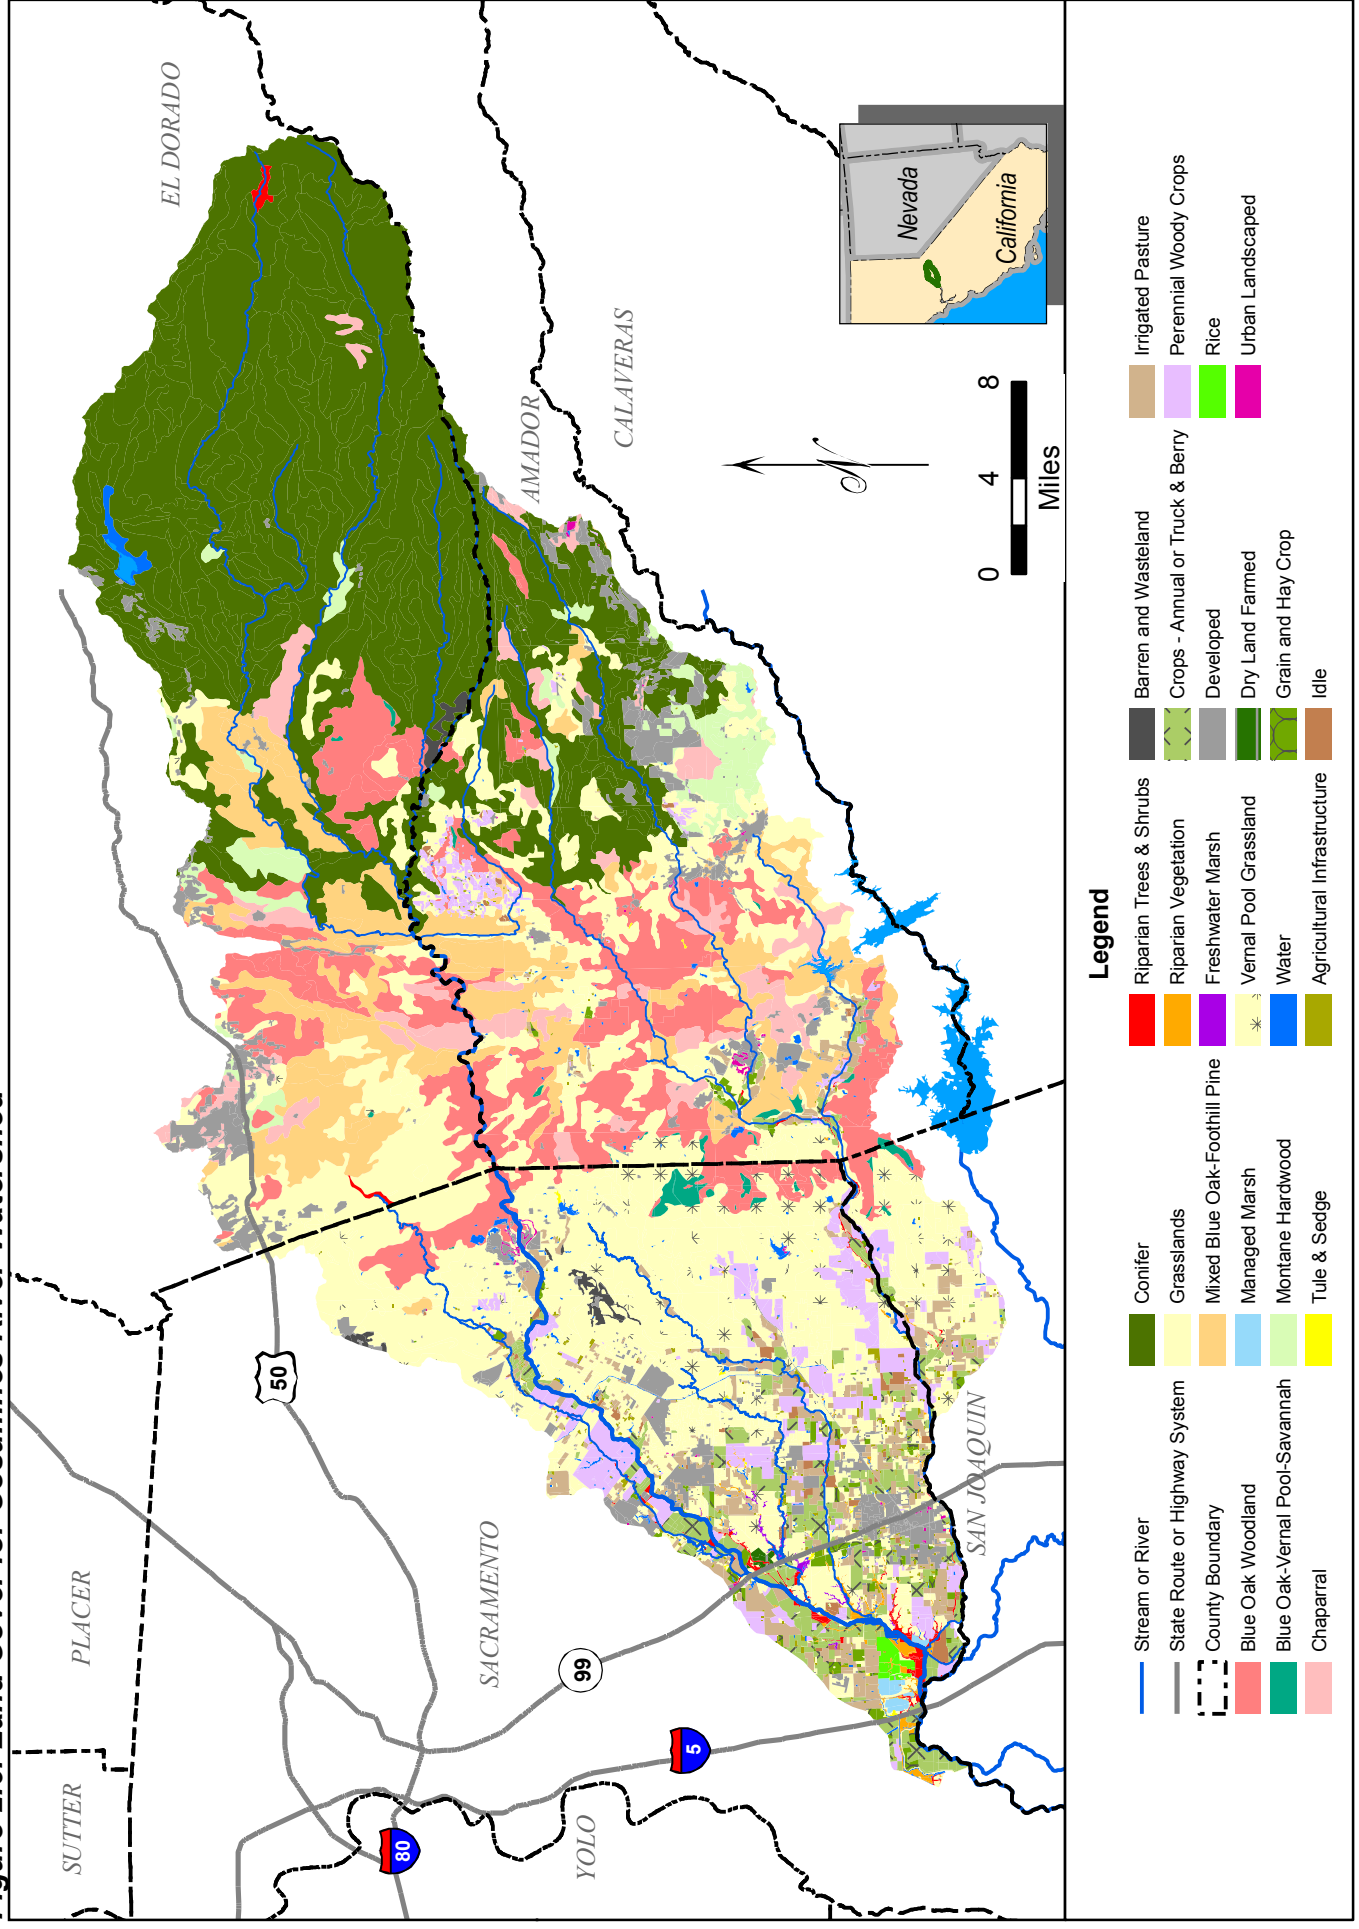 EL DORADO
PLACER
SUTTER
SACRAMENTO
YOLO
AMADOR
CALAVERAS
SAN JOAQUIN
50
99
5
80
N
0 4 8
Miles
Nevada
California
Legend
Stream or River
State Route or Highway System
County Boundary
Blue Oak Woodland
Blue Oak-Vernal Pool-Savannah
Chaparral
Conifer
Grasslands
Mixed Blue Oak-Foothill Pine
Managed Marsh
Montane Hardwood
Tule & Sedge
Riparian Trees & Shrubs
Riparian Vegetation
Freshwater Marsh
Vernal Pool Grassland
Water
Agricultural Infrastructure
Barren and Wasteland
Crops - Annual or Truck & Berry
Developed
Dry Land Farmed
Grain and Hay Crop
Idle
Irrigated Pasture
Perennial Woody Crops
Rice
Urban Landscaped